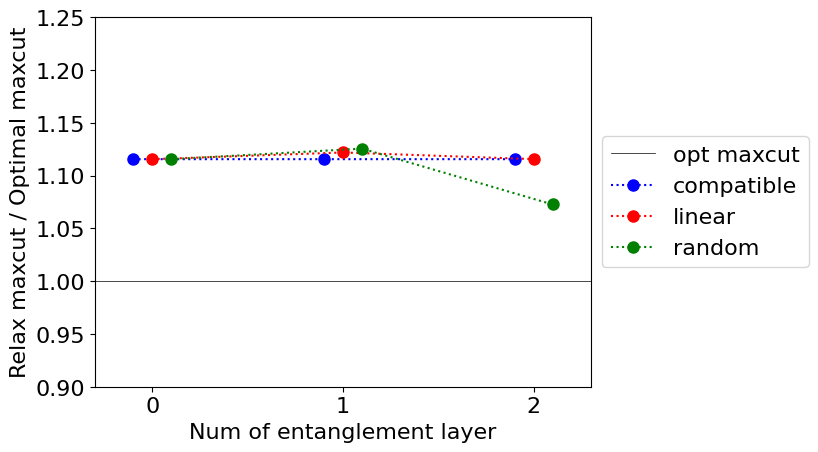 Relax maxcut / Optimal maxcut
1.25
1.20
1.15
1.10
1.05
1.00
0.95
0.90
0 1 2
Num of entanglement layer
opt maxcut
compatible
linear
random